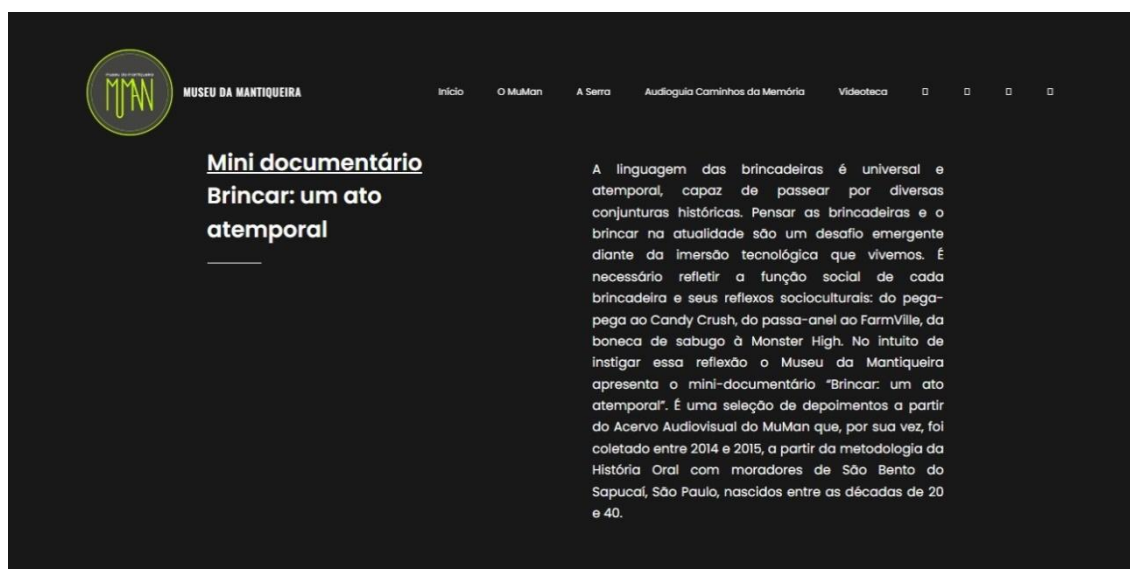 MMAN
MUSEU DA MANTIQUEIRA
Início
O MuMan
A Serra
Audioguia Caminhos da Memória
Videoteca
Mini documentário
Brincar: um ato
atemporal
A linguagem das brincadeiras é universal e
atemporal, capaz de passear por diversas
conjunturas históricas. Pensar as brincadeiras e o
brincar na atualidade são um desafio emergente
diante da imersão tecnológica que vivemos. É
necessário refletir a função social de cada
brincadeira e seus reflexos socioculturais: do pega-
pega ao Candy Crush, do passa-anel ao FarmVille, da
boneca de sabugo à Monster High. No intuito de
instigar essa reflexão o Museu da Mantiqueira
apresenta o mini-documentário “Brincar: um ato
atemporal”. É uma seleção de depoimentos a partir
do Acervo Audiovisual do MuMan que, por sua vez, foi
coletado entre 2014 e 2015, a partir da metodologia da
História Oral com moradores de São Bento do
Sapucaí, São Paulo, nascidos entre as décadas de 20
e 40.